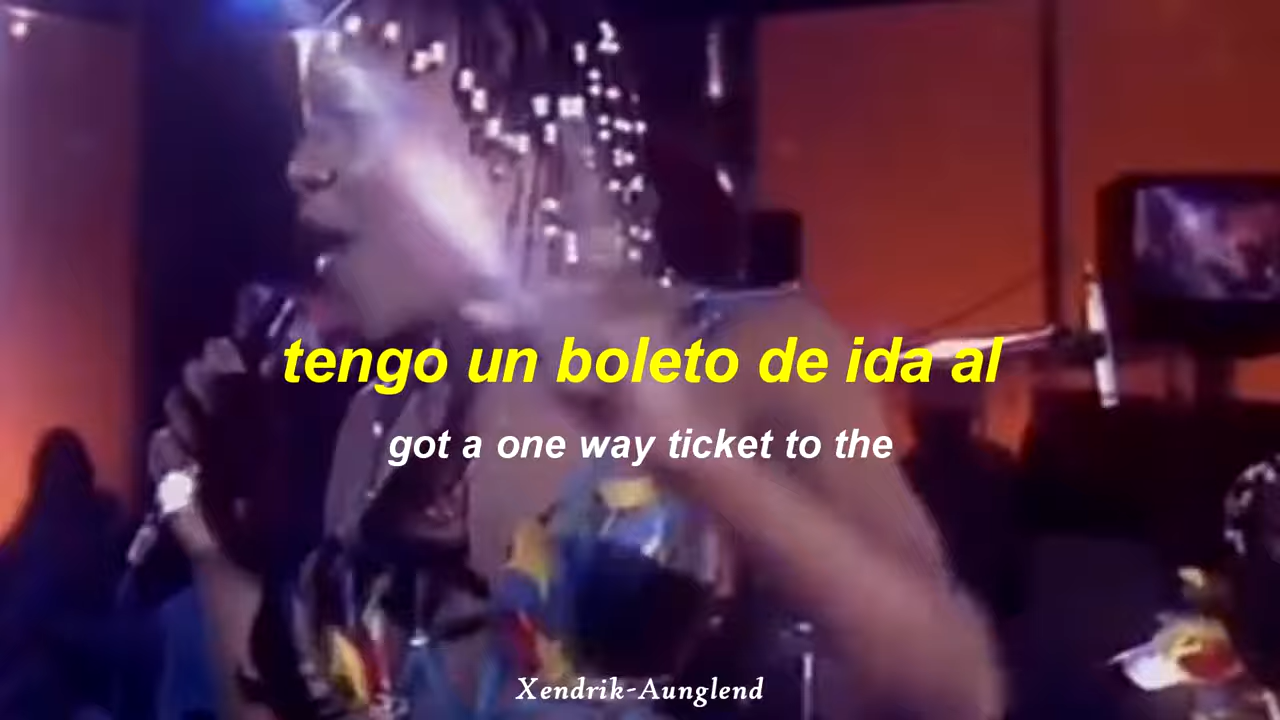 tengo un boleto de ida al
got a one way ticket to the
Xendrik-Aunglend